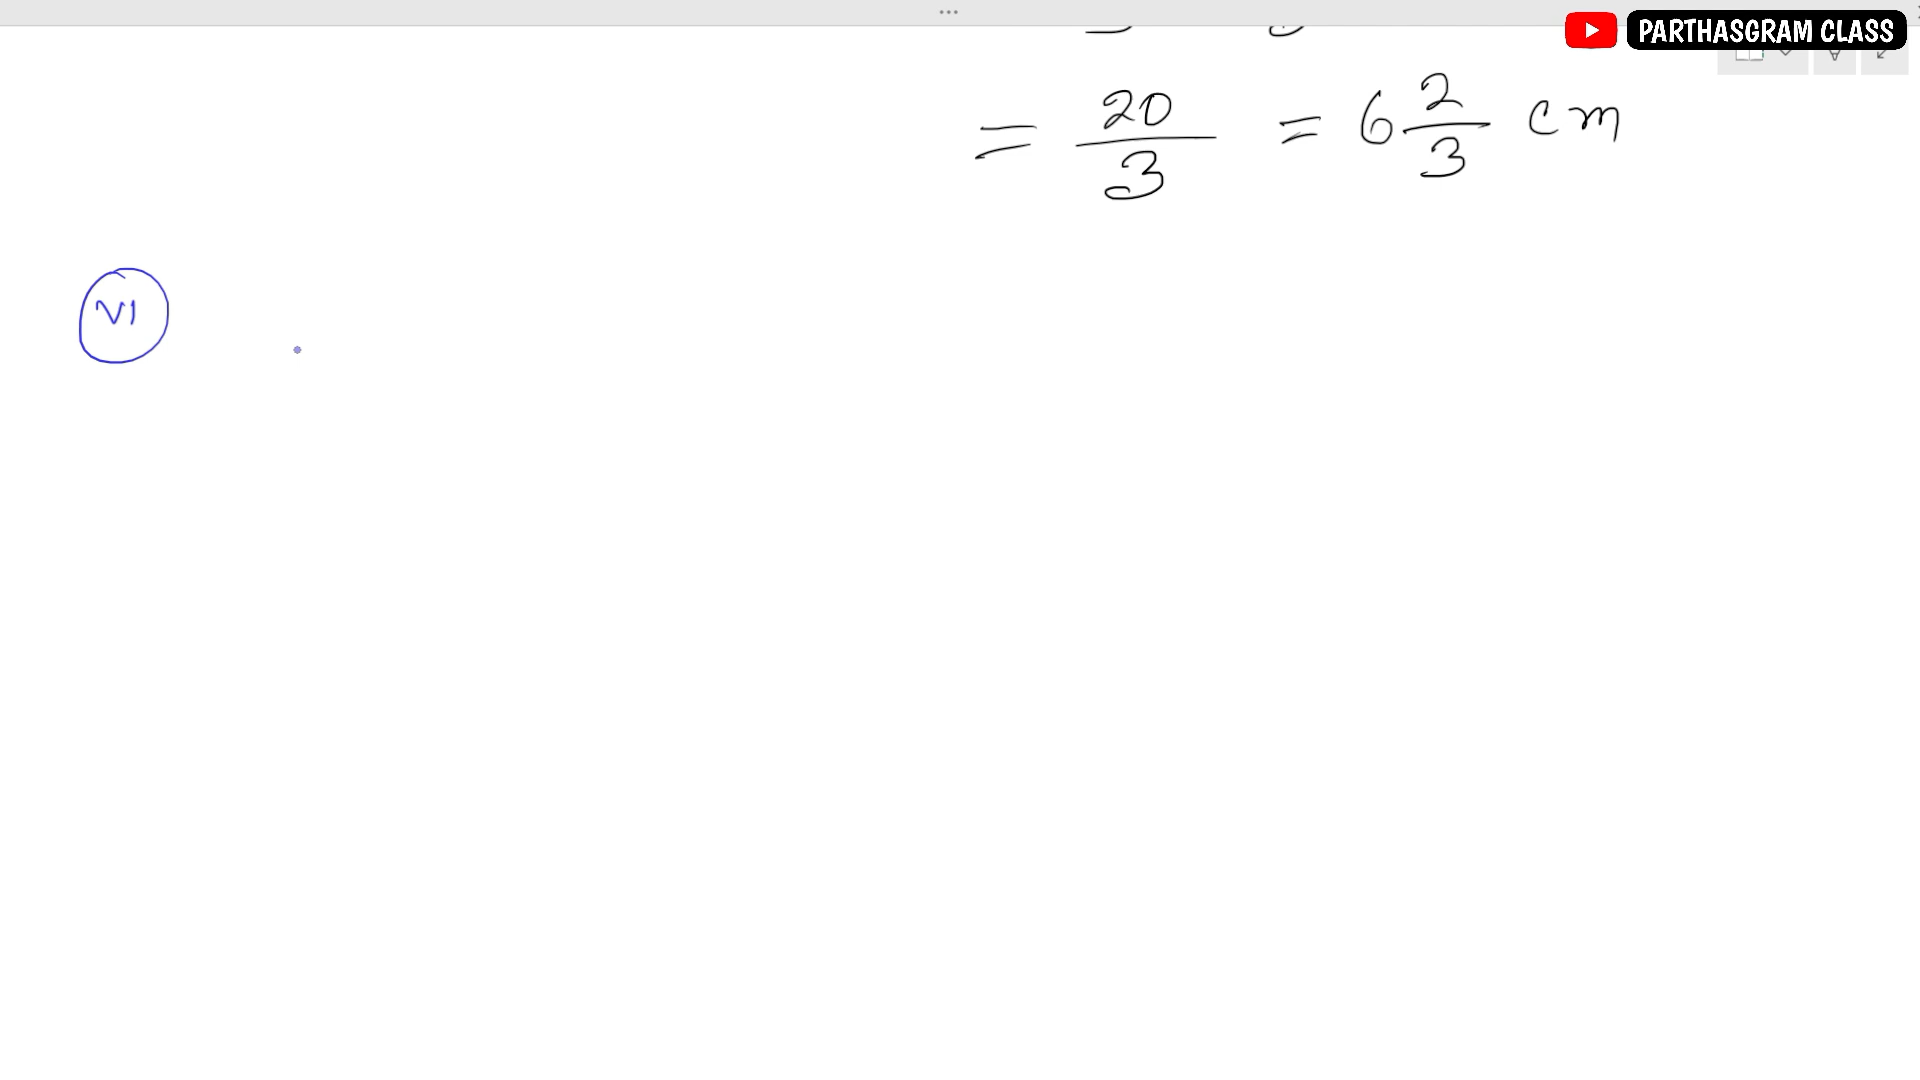 PARTHASGRAM CLASS
= 20/3 = 6 2/3 cm
VI